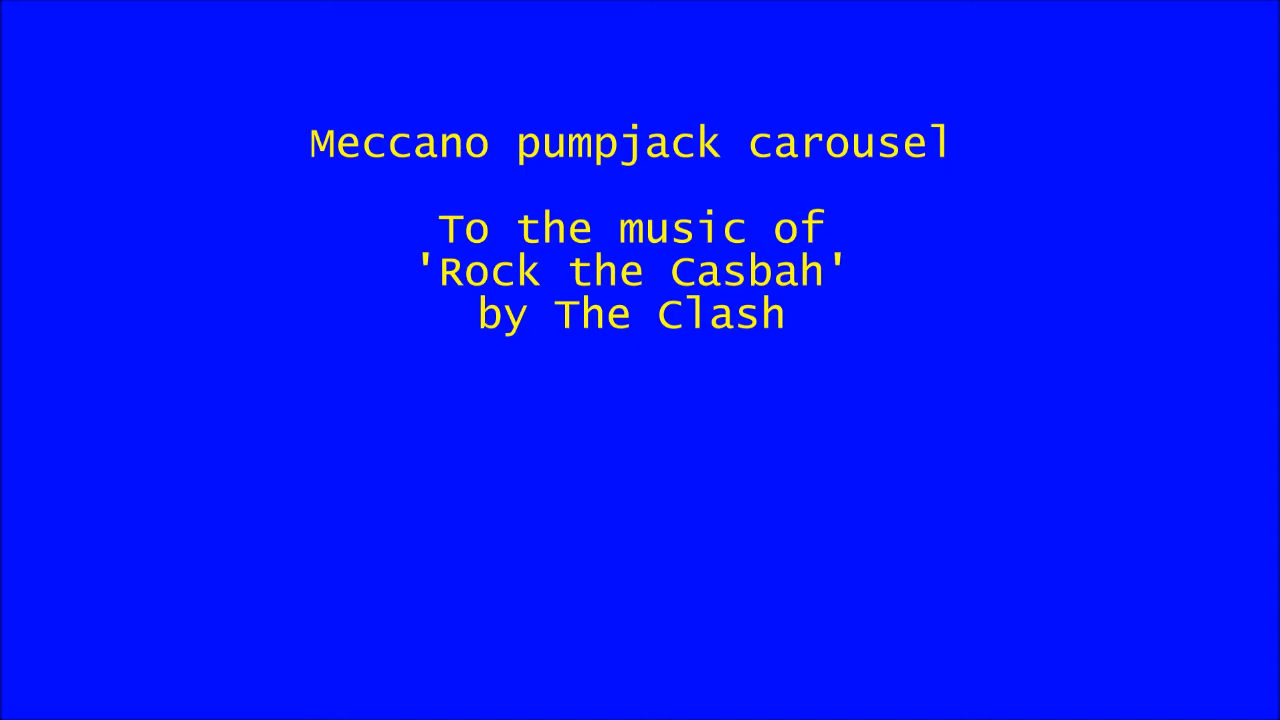 Meccano pumpjack carousel
To the music of
'Rock the Casbah'
by The Clash